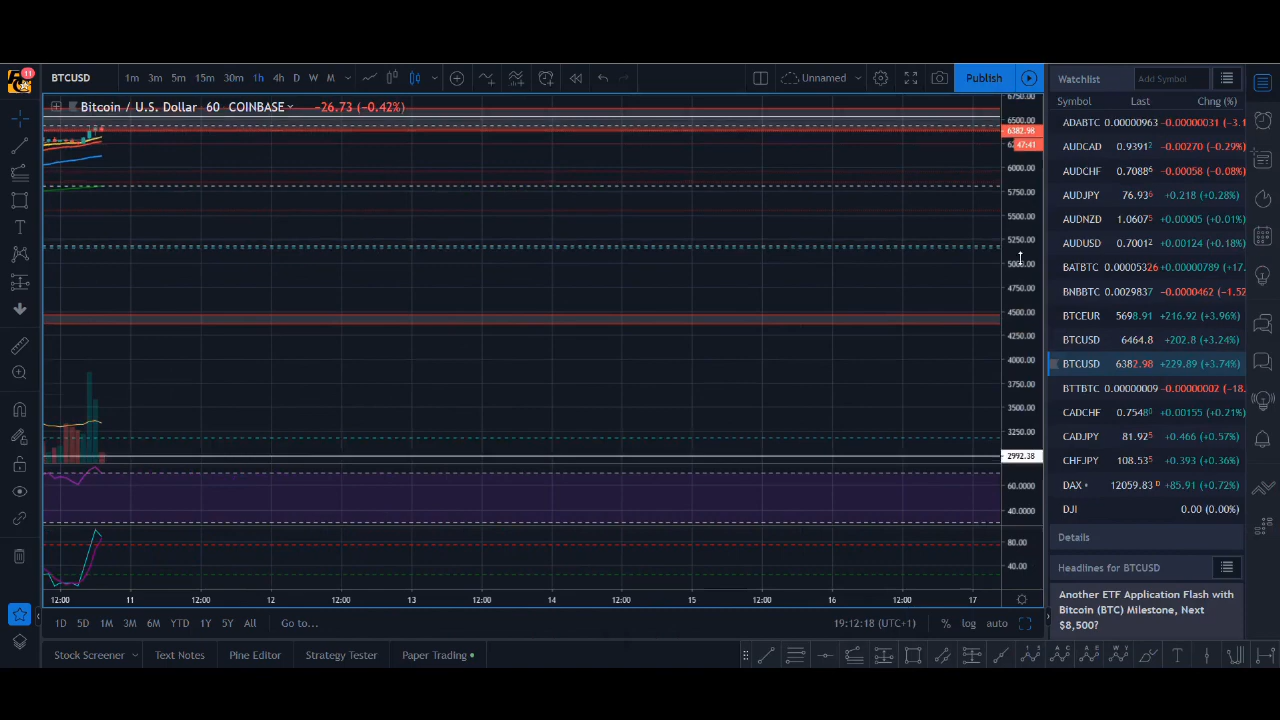 11
BTCUSD
1m 3m 5m 15m 30m 1h 4h D W M
Unnamed
Publish
Bitcoin / U.S. Dollar 60 COINBASE
−26.73 (−0.42%)
6750.00
6500.00
6382.98
47:41
6000.00
5750.00
5500.00
5250.00
4750.00
4500.00
4250.00
4000.00
3750.00
3500.00
3250.00
2992.38
60.0000
40.0000
80.00
40.00
12:00 11 12:00 12 12:00 13 12:00 14 12:00 15 12:00 16 12:00 17
1D 5D 1M 3M 6M YTD 1Y 5Y All Go to...
19:12:18 (UTC+1) % log auto
Stock Screener Text Notes Pine Editor Strategy Tester Paper Trading
Watchlist Add Symbol
Symbol Last Chng (%)
ADABTC 0.00000963 −0.00000031 (−3.1
AUDCAD 0.9391² −0.00270 (−0.29%)
AUDCHF 0.7088⁶ −0.00058 (−0.08%)
AUDJPY 76.93⁶ +0.218 (+0.28%)
AUDNZD 1.0607⁵ +0.00005 (+0.01%)
AUDUSD 0.7001² +0.00124 (+0.18%)
BATBTC 0.00005326 +0.00000789 (+17.
BNBBTC 0.0029837 −0.0000462 (−1.52
BTCEUR 5698.91 +216.92 (+3.96%)
BTCUSD 6464.8 +202.8 (+3.24%)
BTCUSD 6382.98 +229.89 (+3.74%)
BTTBTC 0.00000009 −0.00000002 (−18.
CADCHF 0.7548⁰ +0.00155 (+0.21%)
CADJPY 81.92⁵ +0.466 (+0.57%)
CHFJPY 108.53⁵ +0.393 (+0.36%)
DAX 12059.83 D +85.91 (+0.72%)
DJI 0.00 (0.00%)
Details
Headlines for BTCUSD
Another ETF Application Flash with
Bitcoin (BTC) Milestone, Next
$8,500?